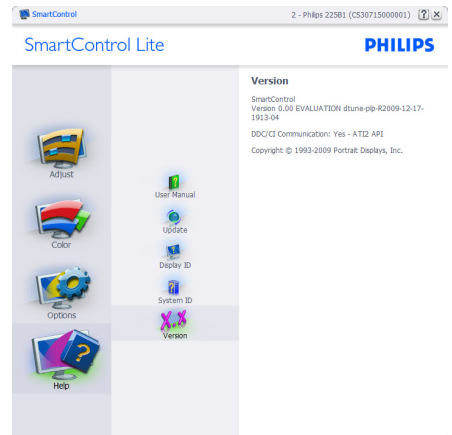 SmartControl
2 - Philips 225B1 (CS30715000001)
SmartControl Lite
PHILIPS
Adjust
Color
Options
Help
User Manual
Update
Display ID
System ID
X.X
Version
Version
SmartControl
Version 0.00 EVALUATION dtune-plp-R2009-12-17-
1913-04
DDC/CI Communication: Yes - ATI2 API
Copyright © 1993-2009 Portrait Displays, Inc.